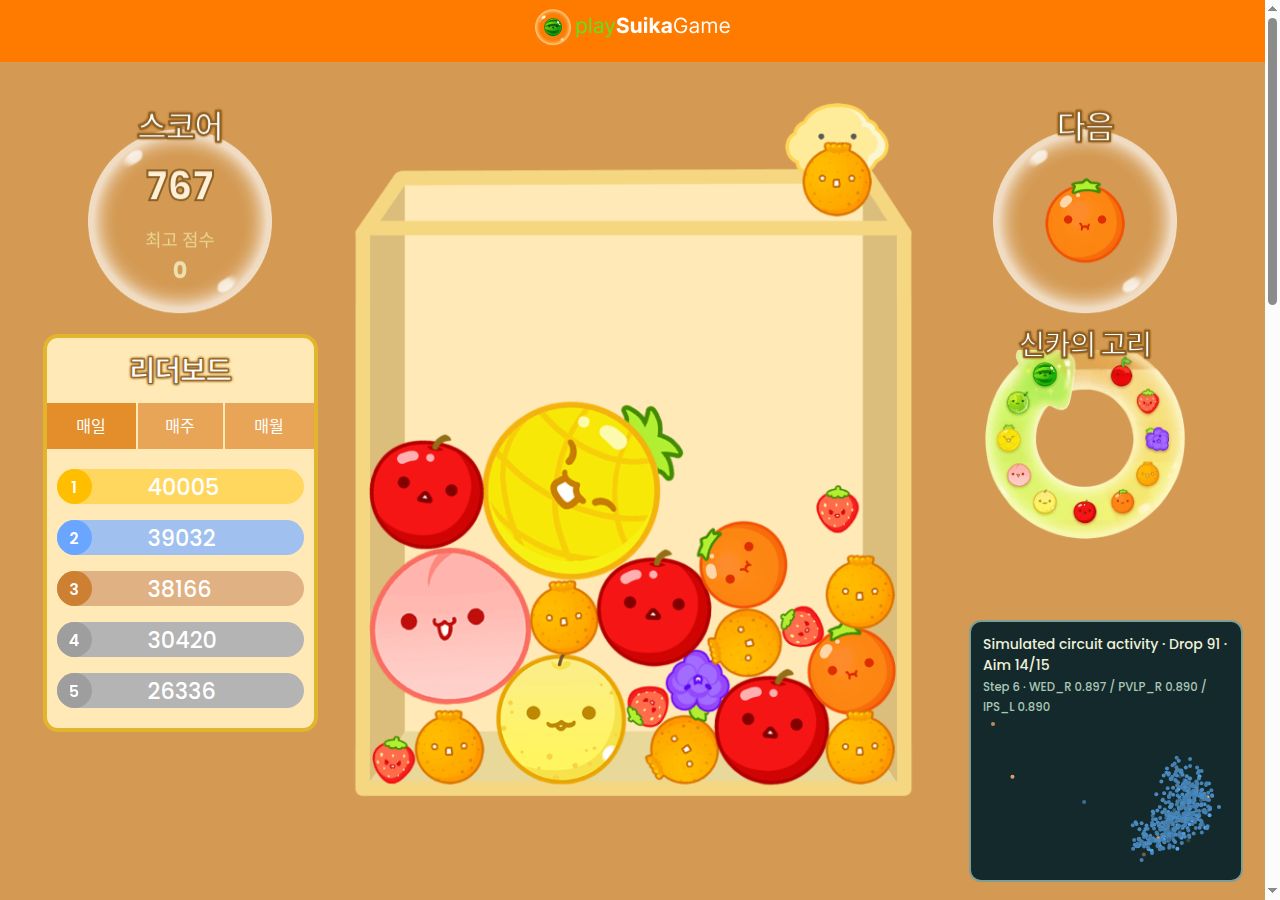 playSuikaGame
스코어
767
최고 점수
0
리더보드
매일
매주
매월
1 40005
2 39032
3 38166
4 30420
5 26336
다음
신카의 고리
Simulated circuit activity · Drop 91 ·
Aim 14/15
Step 6 · WED_R 0.897 / PVLP_R 0.890 /
IPS_L 0.890